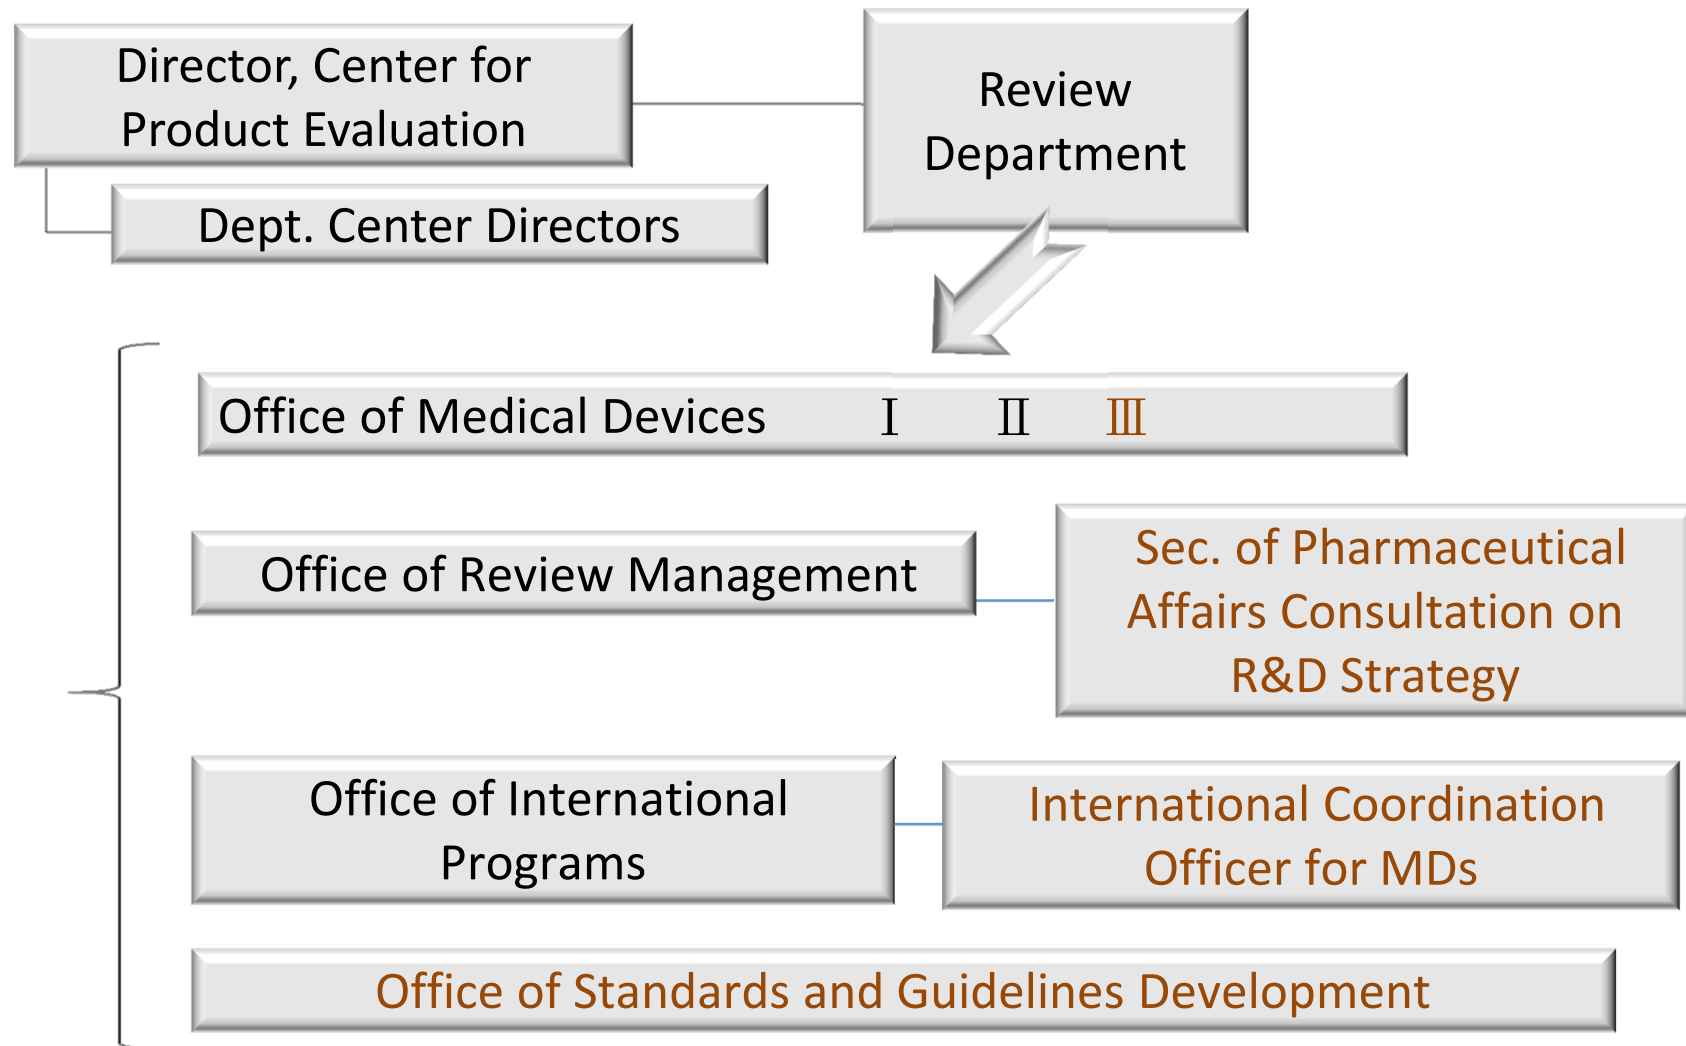 Director, Center for
Product Evaluation
Review
Department
Dept. Center Directors
Office of Medical Devices Ⅰ Ⅱ Ⅲ
Office of Review Management
Sec. of Pharmaceutical
Affairs Consultation on
R&D Strategy
Office of International
Programs
International Coordination
Officer for MDs
Office of Standards and Guidelines Development